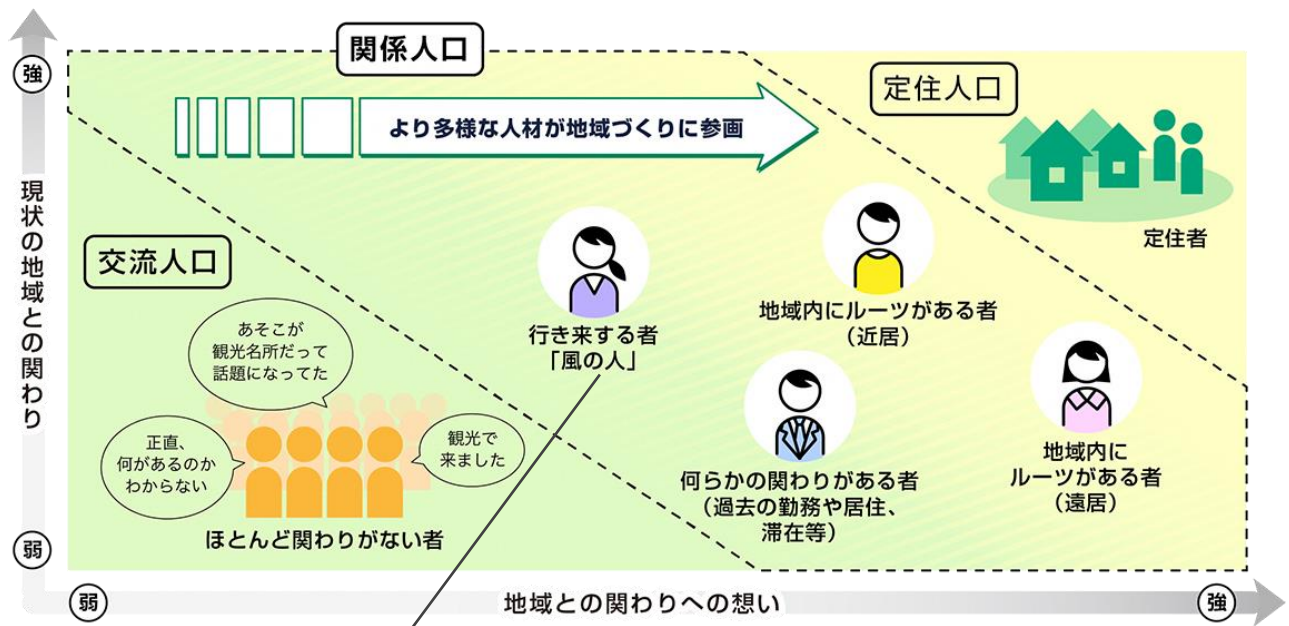 関係人口
強
定住人口
より多様な人材が地域づくりに参画
現状の地域との関わり
定住者
交流人口
地域内にルーツがある者
（近居）
あそこが
観光名所だって
話題になってた
行き来する者
「風の人」
正直、
何があるのか
わからない
観光で
来ました
地域内に
ルーツがある者
（遠居）
何らかの関わりがある者
（過去の勤務や居住、
滞在等）
ほとんど関わりがない者
弱
弱
地域との関わりへの想い
強